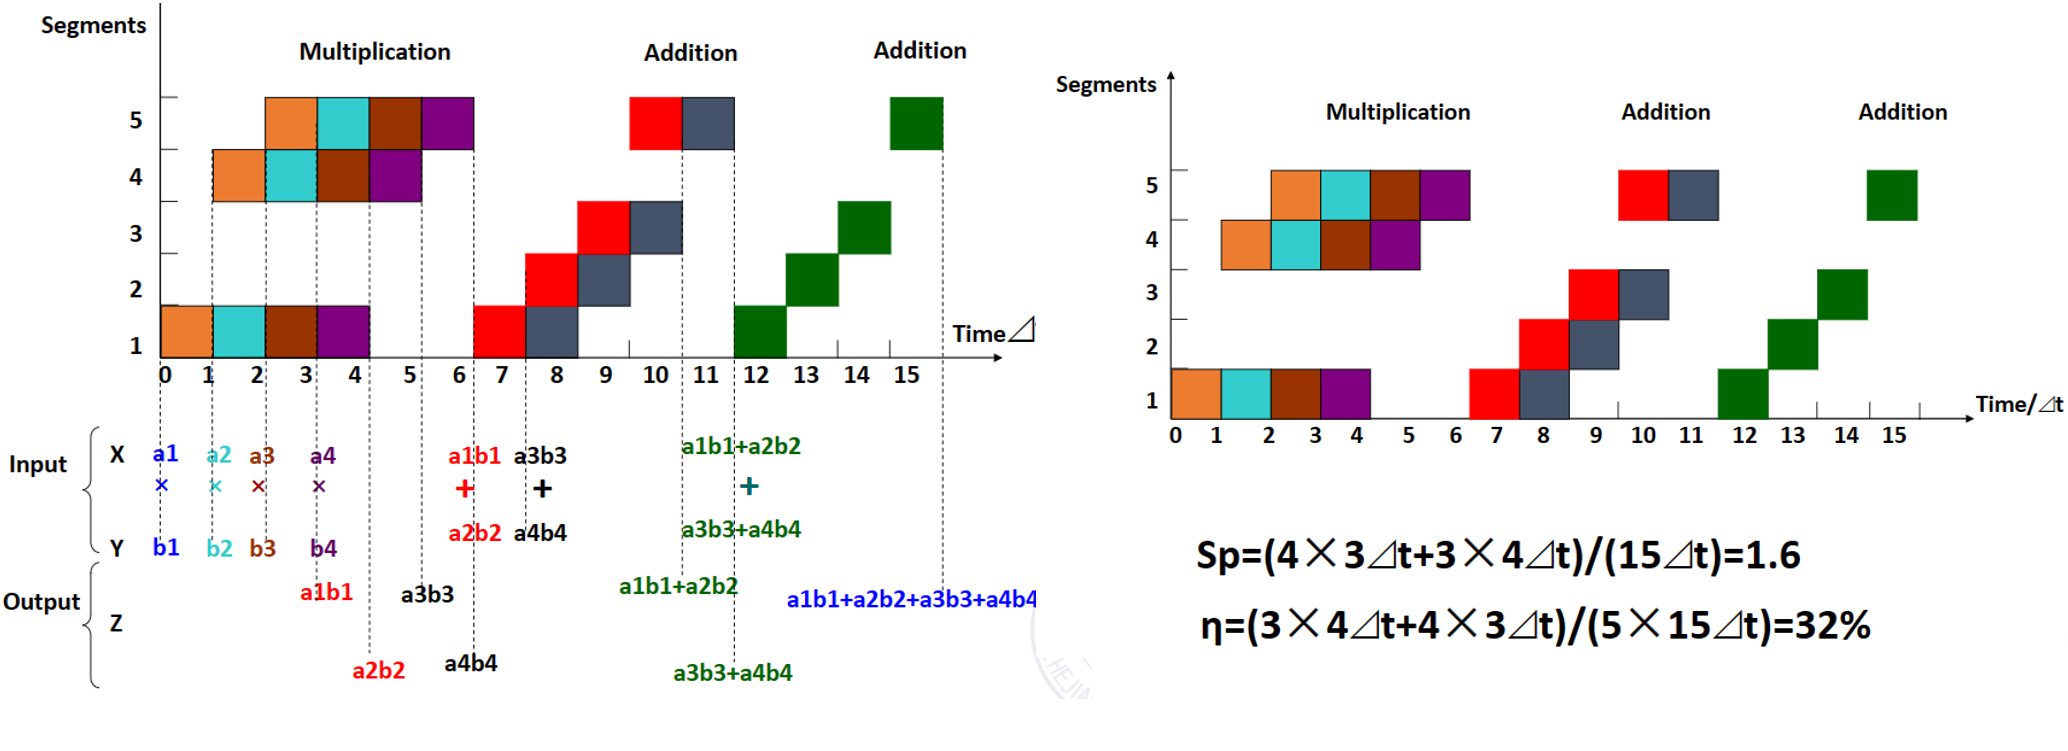 Segments
Multiplication
Addition
Addition
5
4
3
2
1
Time⊿
0 1 2 3 4 5 6 7 8 9 10 11 12 13 14 15
Input
X
a1 a2 a3 a4 a1b1 a3b3 a1b1+a2b2
× × × × + + +
Y
b1 b2 b3 b4 a2b2 a4b4 a3b3+a4b4
Output
Z
a1b1 a3b3 a1b1+a2b2 a1b1+a2b2+a3b3+a4b4
a2b2 a4b4 a3b3+a4b4
Segments
Multiplication
Addition
Addition
5
4
3
2
1
Time/⊿t
0 1 2 3 4 5 6 7 8 9 10 11 12 13 14 15
Sp=(4×3⊿t+3×4⊿t)/(15⊿t)=1.6
η=(3×4⊿t+4×3⊿t)/(5×15⊿t)=32%